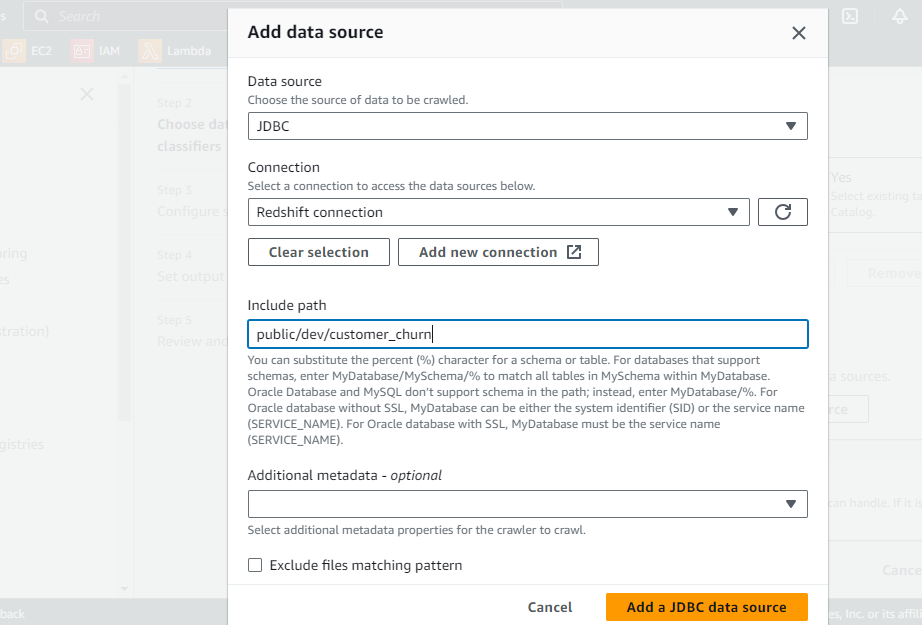 s
Search
EC2
IAM
Lambda
Add data source
Data source
Choose the source of data to be crawled.
JDBC
Connection
Select a connection to access the data sources below.
Redshift connection
Clear selection
Add new connection
Include path
public/dev/customer_churn
You can substitute the percent (%) character for a schema or table. For databases that support
schemas, enter MyDatabase/MySchema/% to match all tables in MySchema within MyDatabase.
Oracle Database and MySQL don't support schema in the path; instead, enter MyDatabase/%. For
Oracle database without SSL, MyDatabase can be either the system identifier (SID) or the service name
(SERVICE_NAME). For Oracle database with SSL, MyDatabase must be the service name
(SERVICE_NAME).
Additional metadata - optional
Select additional metadata properties for the crawler to crawl.
Exclude files matching pattern
Cancel
Add a JDBC data source
Step 2
Choose dat
classifiers
Step 3
Configure s
Step 4
Set output
Step 5
Review and
ring
es
stration)
gistries
back
Yes
Select existing ta
Catalog.
Remove
a sources.
rce
can handle. If it is
Cance
es, Inc. or its affili